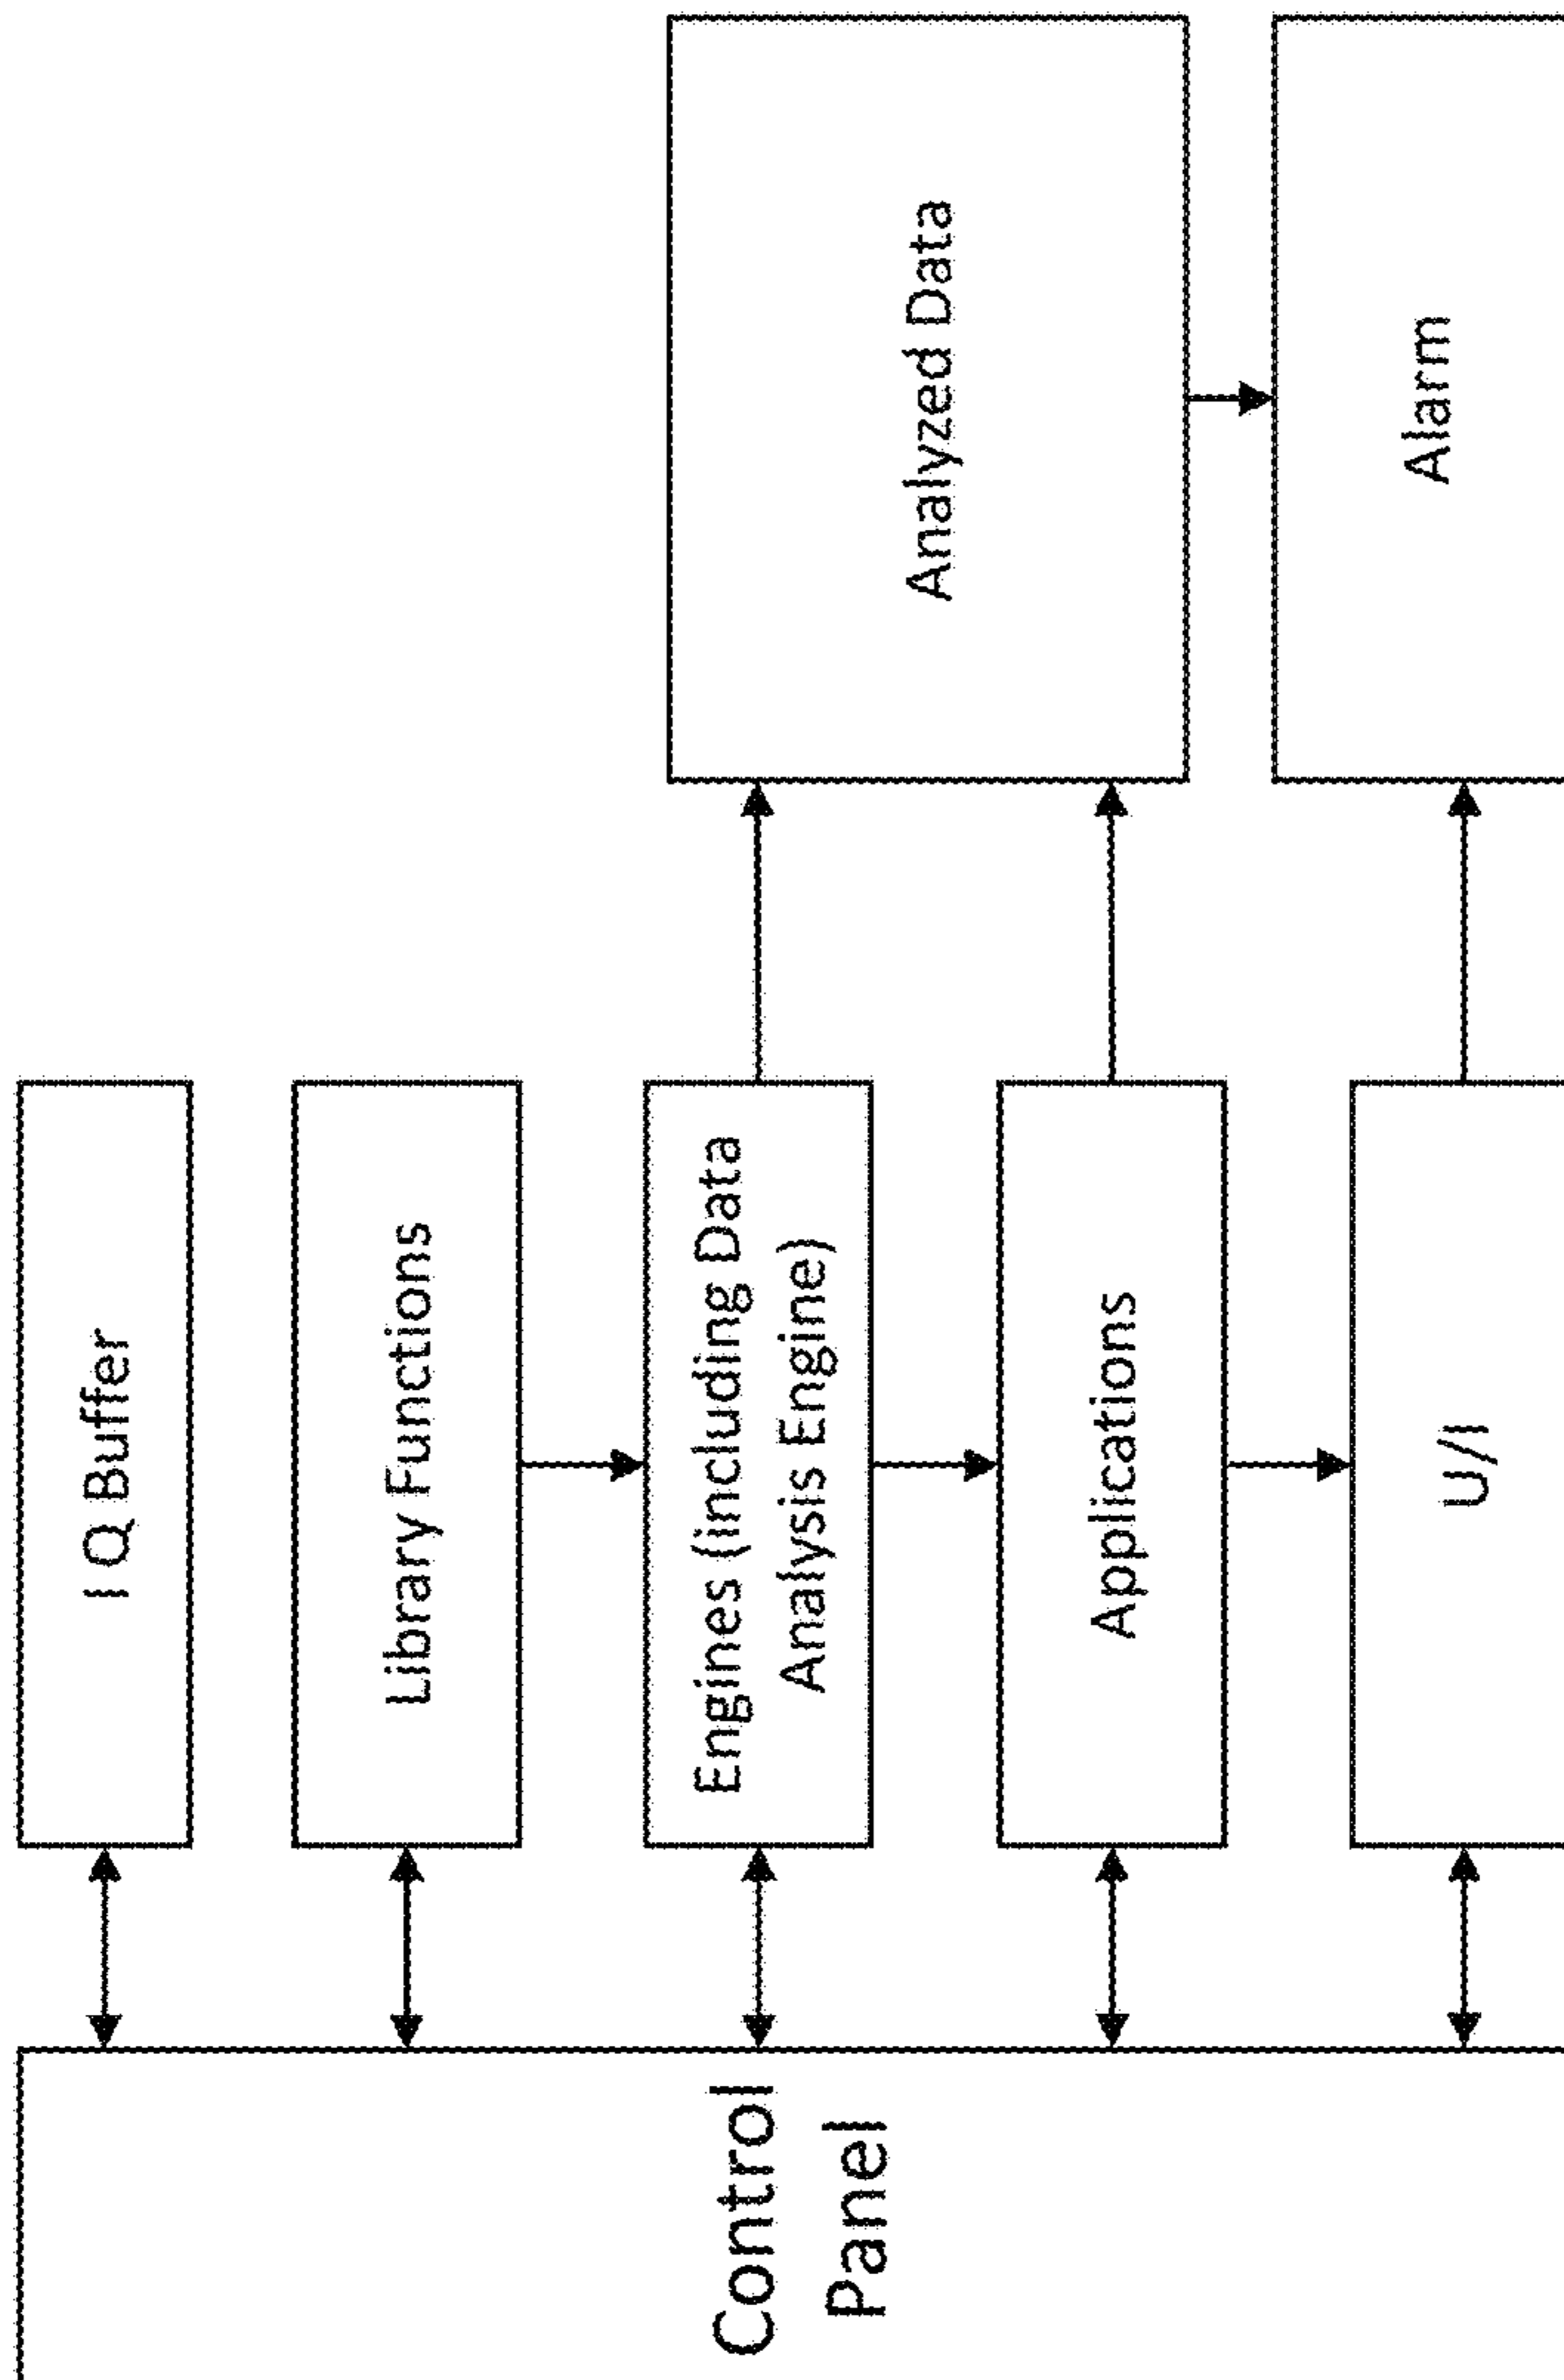 Control
Panel
I Q Buffer
Library Functions
Engines (including Data
Analysis Engine)
Applications
U/I
Analyzed Data
Alarm